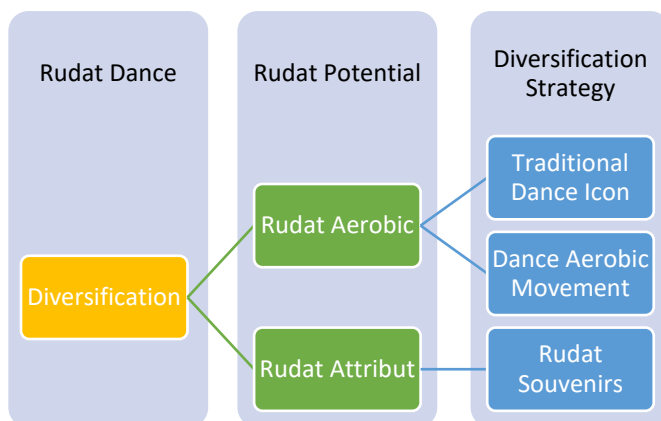 Rudat Dance
Rudat Potential
Diversification
Strategy
Diversification
Rudat Aerobic
Rudat Attribut
Traditional
Dance Icon
Dance Aerobic
Movement
Rudat
Souvenirs